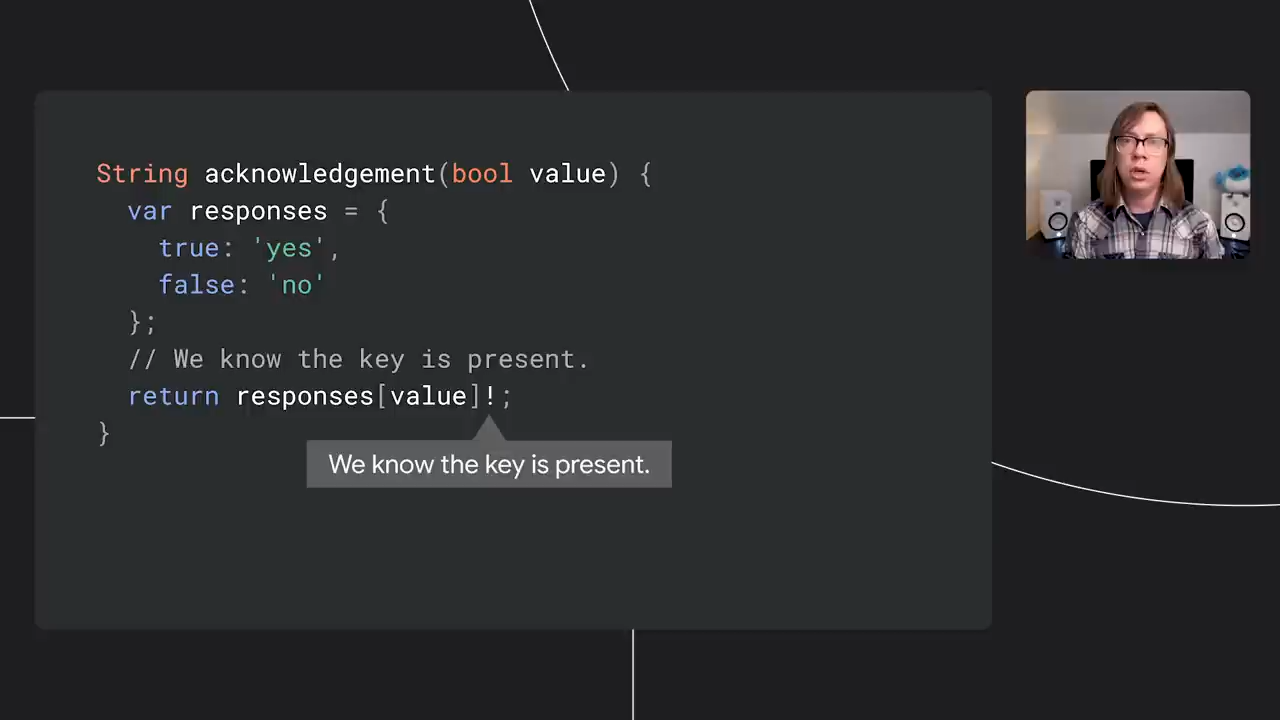 String acknowledgement(bool value) {
  var responses = {
    true: 'yes',
    false: 'no'
  };
  // We know the key is present.
  return responses[value]!;
}
We know the key is present.